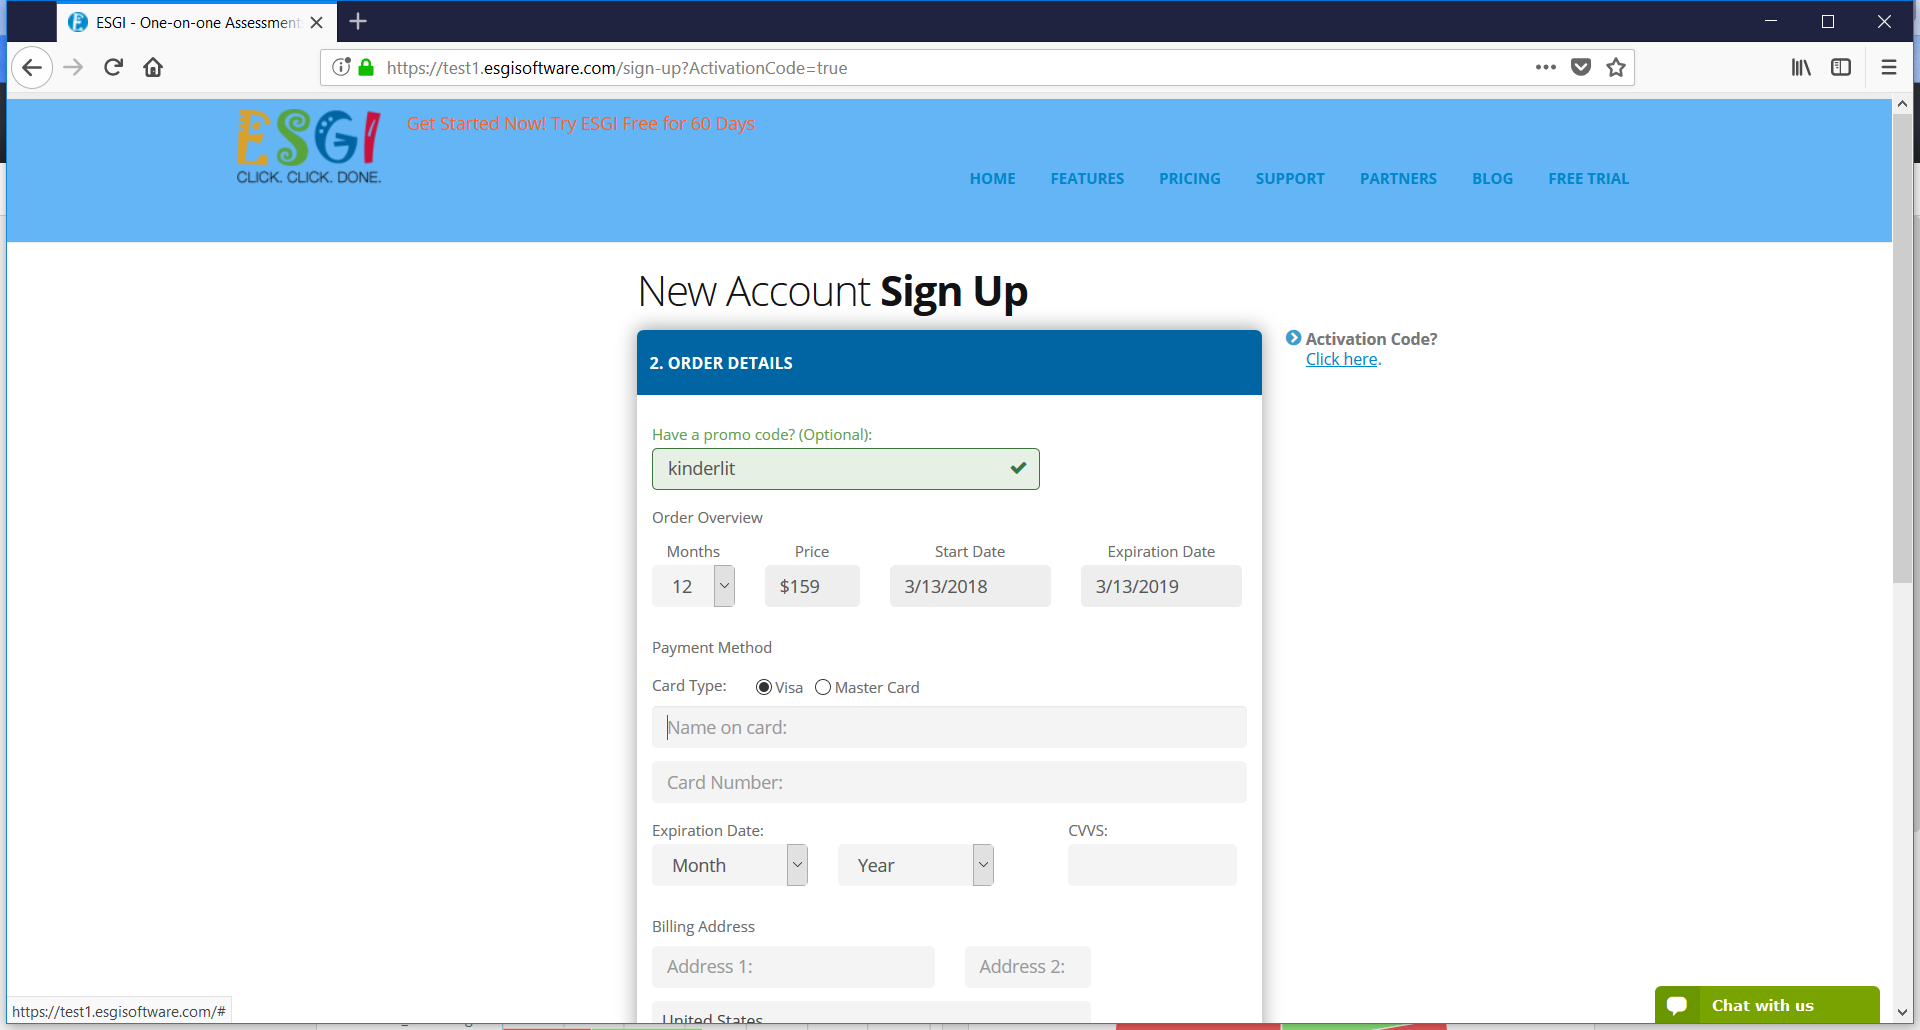 ESGI - One-on-one Assessment
https://test1.esgisoftware.com/sign-up?ActivationCode=true
ESGI
CLICK. CLICK. DONE.
Get Started Now! Try ESGI Free for 60 Days
HOME FEATURES PRICING SUPPORT PARTNERS BLOG FREE TRIAL
New Account Sign Up
2. ORDER DETAILS
Activation Code?
Click here.
Have a promo code? (Optional):
kinderlit
Order Overview
Months Price Start Date Expiration Date
12 $159 3/13/2018 3/13/2019
Payment Method
Card Type: Visa Master Card
Name on card:
Card Number:
Expiration Date: CVVS:
Month Year
Billing Address
Address 1: Address 2:
United States
https://test1.esgisoftware.com/#
Chat with us